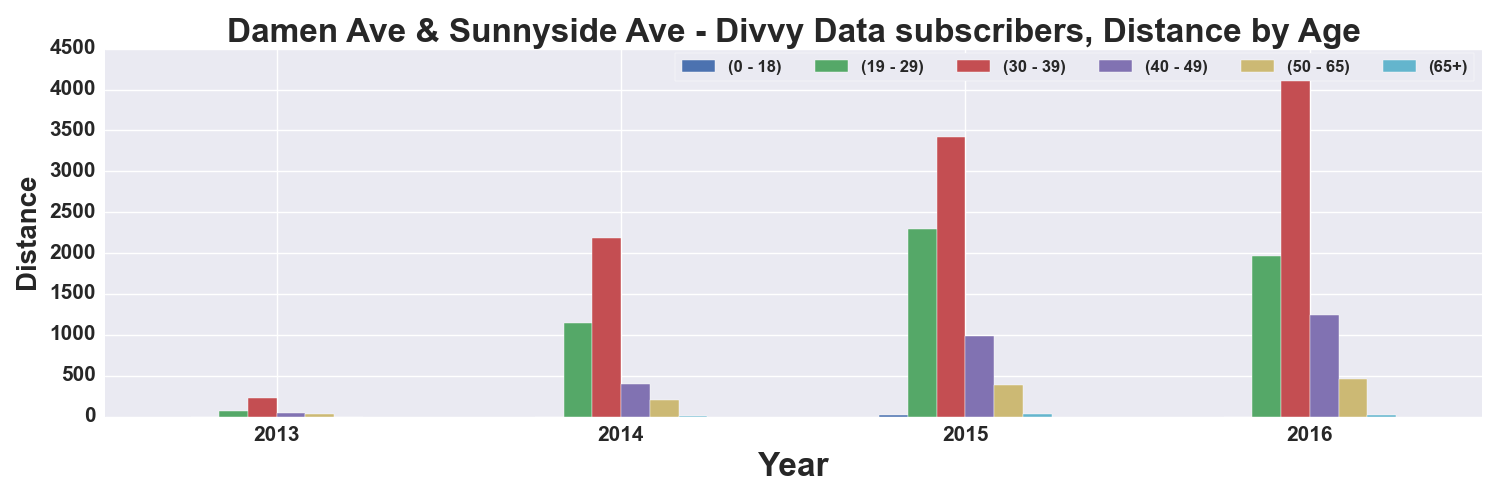 Damen Ave & Sunnyside Ave - Divvy Data subscribers, Distance by Age
(0 - 18) (19 - 29) (30 - 39) (40 - 49) (50 - 65) (65+)
4500
4000
3500
3000
2500
2000
1500
1000
500
0
Distance
2013 2014 2015 2016
Year